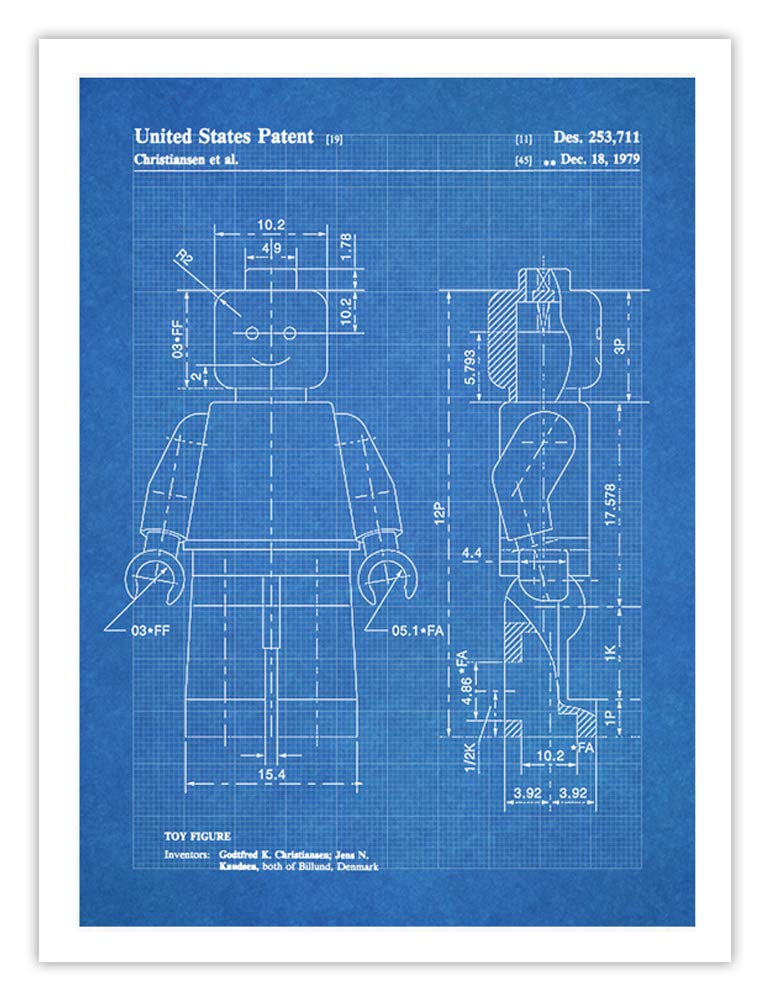 United States Patent [19] [11] Des. 253,711
Christiansen et al. [45] ●● Dec. 18, 1979
10.2
4.9
1.78
R2
10.2
03*FF
2
3P
5.793
12P
17.578
4.4
03*FF
05.1*FA
4.86 *FA
1K
1P
1/2K
*FA
10.2
15.4
3.92 3.92
TOY FIGURE
Inventors: Godtfred K. Christiansen; Jens N.
Knudsen, both of Billund, Denmark